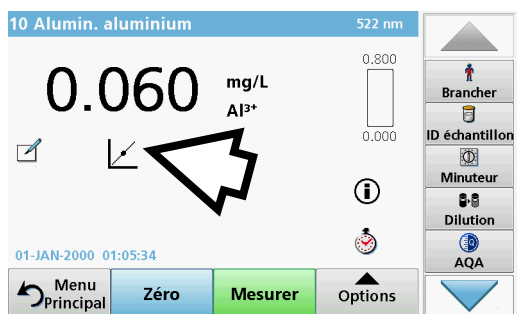 10 Alumin. aluminium
522 nm
0.060 mg/L
Al³⁺
0.800
0.000
01-JAN-2000 01:05:34
Menu
Principal
Zéro
Mesurer
Options
Brancher
ID échantillon
Minuteur
Dilution
AQA